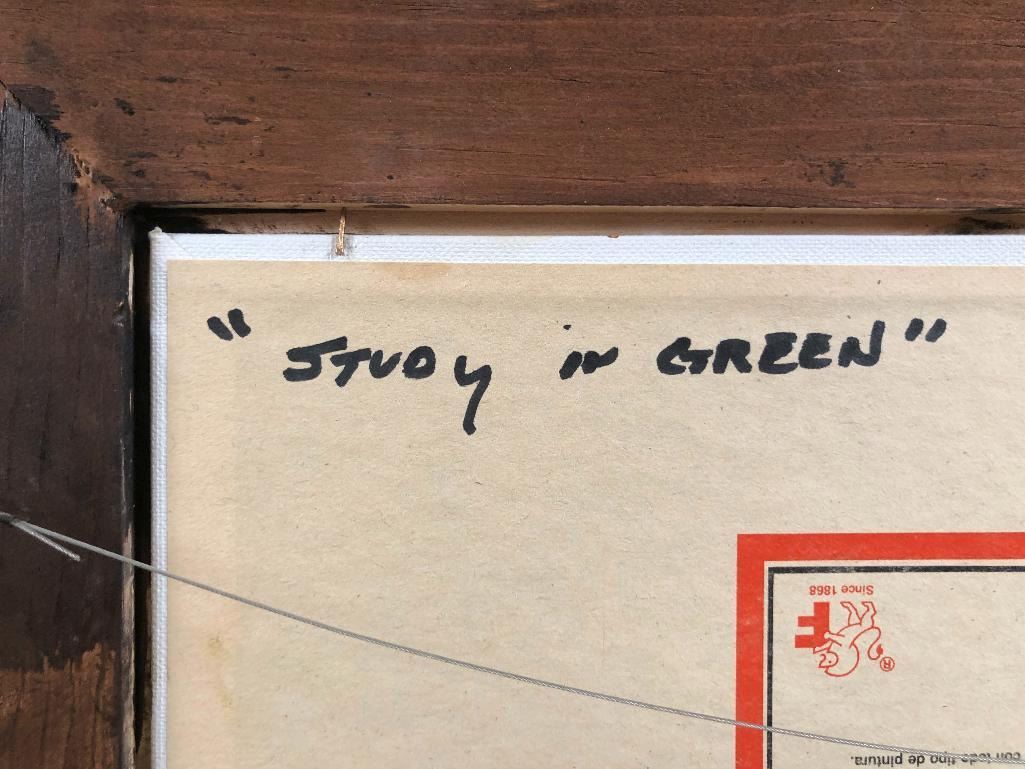 "STUDY in GREEN"
Since 1868
F
®
con todo tipo de pintura.